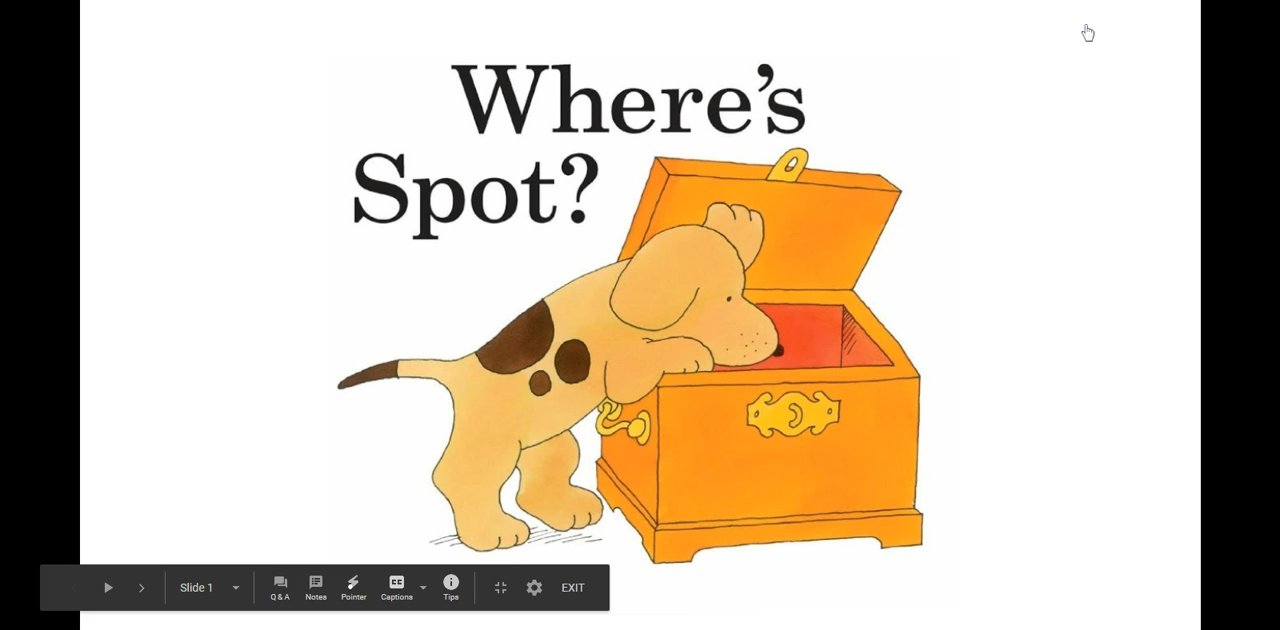 Where’s
Spot?
Slide 1
Q & A Notes Pointer Captions Tips EXIT